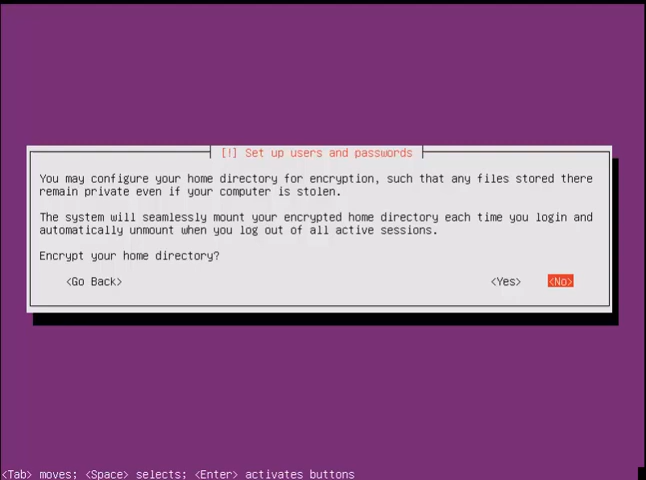 [!] Set up users and passwords
You may configure your home directory for encryption, such that any files stored there
remain private even if your computer is stolen.
The system will seamlessly mount your encrypted home directory each time you login and
automatically unmount when you log out of all active sessions.
Encrypt your home directory?
<Go Back> <Yes> <No>
<Tab> moves; <Space> selects; <Enter> activates buttons